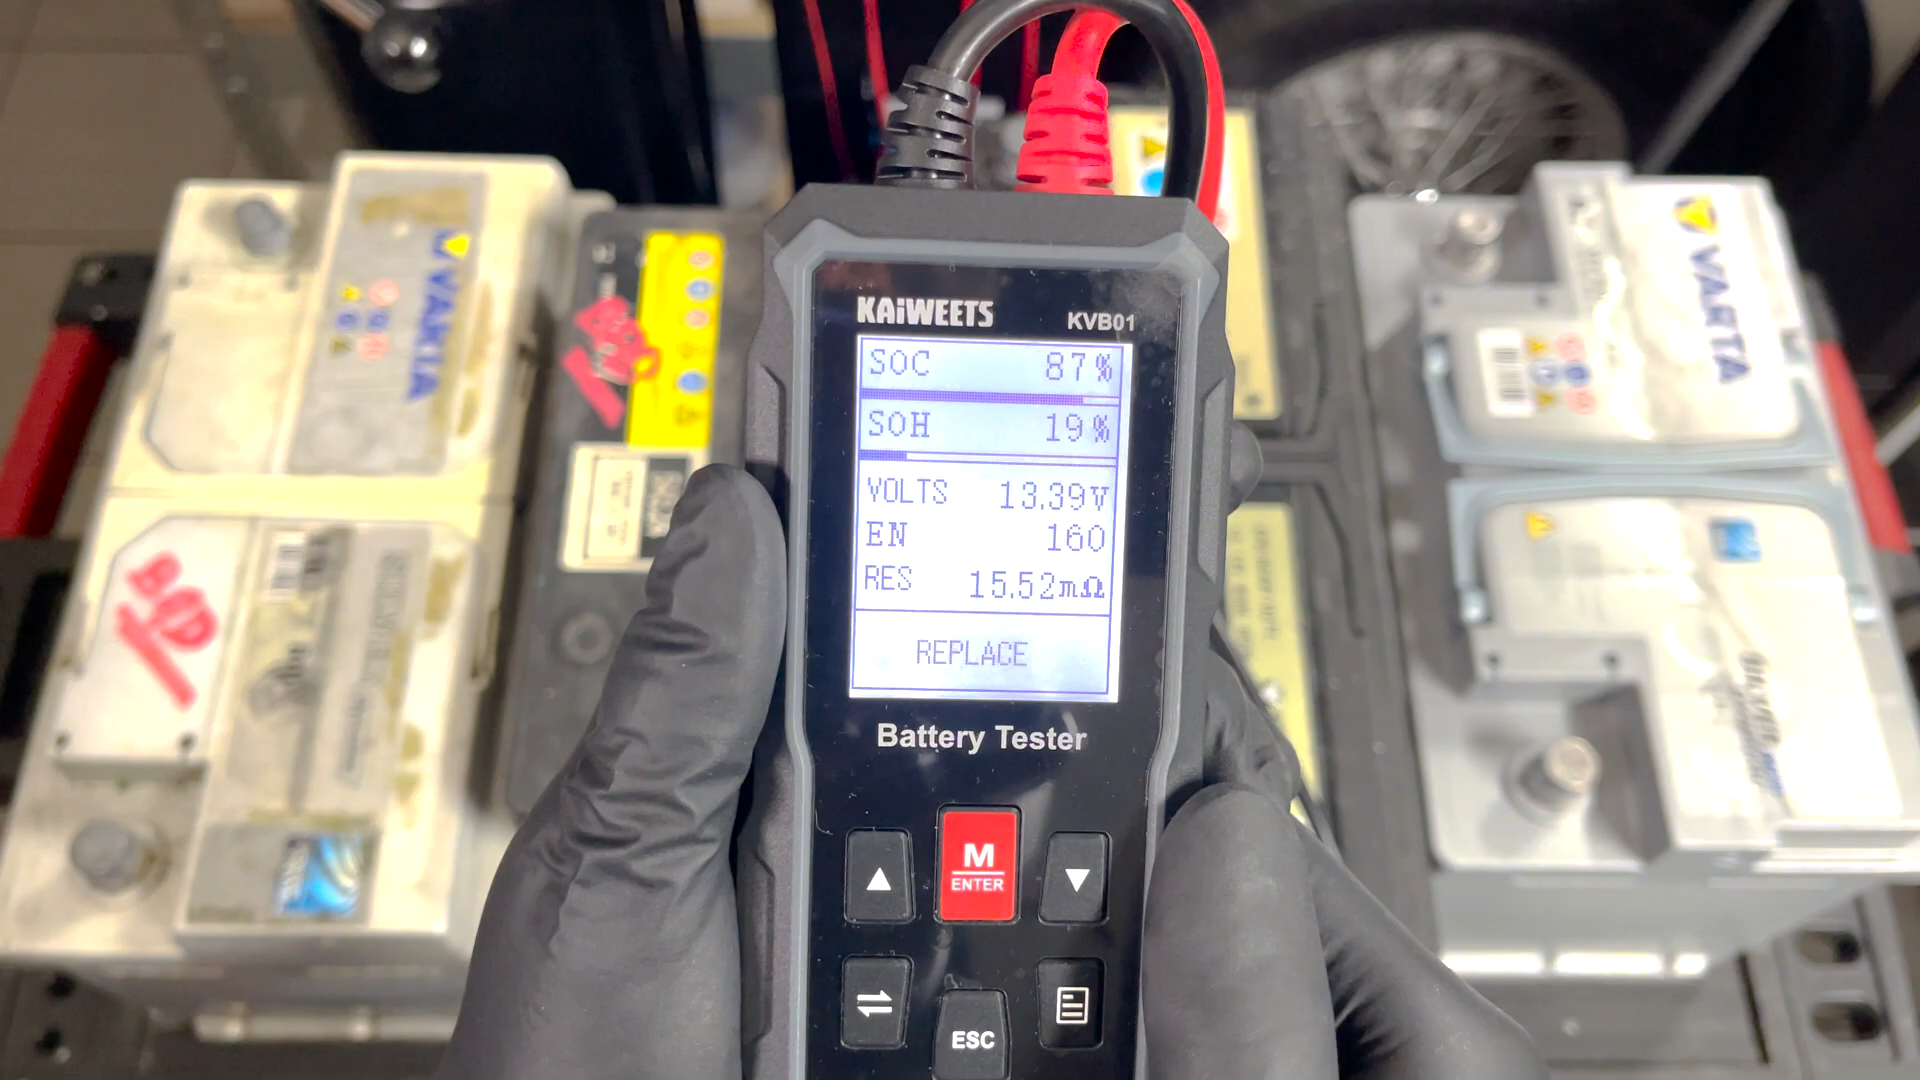 KAiWEETS
KVB01
SOC 87%
SOH 19%
VOLTS 13.39V
EN 160
RES 15.52mΩ
REPLACE
Battery Tester
M
ENTER
ESC
VARTA
VARTA
BAD